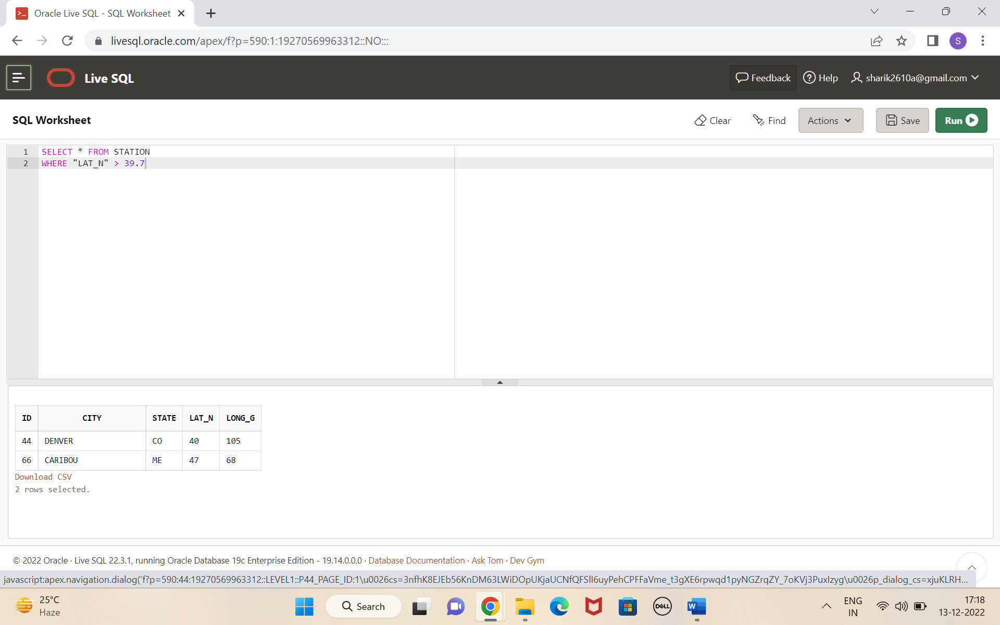 Oracle Live SQL - SQL Worksheet
livesql.oracle.com/apex/f?p=590:1:19270569963312::NO:::
S
Live SQL
Feedback
Help
sharik2610a@gmail.com
SQL Worksheet
Clear
Find
Actions
Save
Run
1 SELECT * FROM STATION
2 WHERE "LAT_N" > 39.7
ID CITY STATE LAT_N LONG_G
44 DENVER CO 40 105
66 CARIBOU ME 47 68
Download CSV
2 rows selected.
© 2022 Oracle · Live SQL 22.3.1, running Oracle Database 19c Enterprise Edition - 19.14.0.0.0 · Database Documentation · Ask Tom · Dev Gym
javascript:apex.navigation.dialog('f?p=590:44:19270569963312::LEVEL1::P44_PAGE_ID:1\u0026cs=3nfhK8EJEb56KnDM63LWiDOpUKjaUCNfQFSlI6uyPehCPFFaVme_t3gXE6rpwqd1pyNGZrqZY_7oKVj3PuxIzyg\u0026p_dialog_cs=xjuKLRH...
25°C
Haze
Search
DELL
W
ENG
IN
17:18
13-12-2022